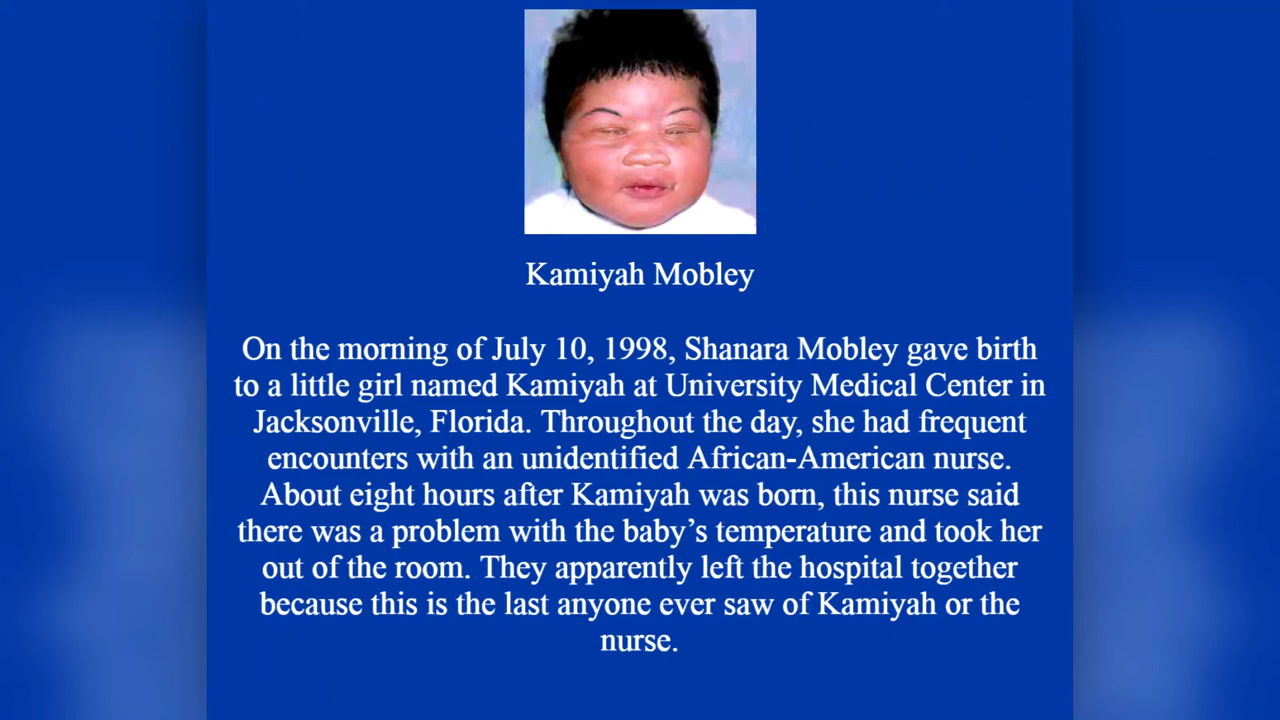 Kamiyah Mobley
On the morning of July 10, 1998, Shanara Mobley gave birth
to a little girl named Kamiyah at University Medical Center in
Jacksonville, Florida. Throughout the day, she had frequent
encounters with an unidentified African-American nurse.
About eight hours after Kamiyah was born, this nurse said
there was a problem with the baby’s temperature and took her
out of the room. They apparently left the hospital together
because this is the last anyone ever saw of Kamiyah or the
nurse.